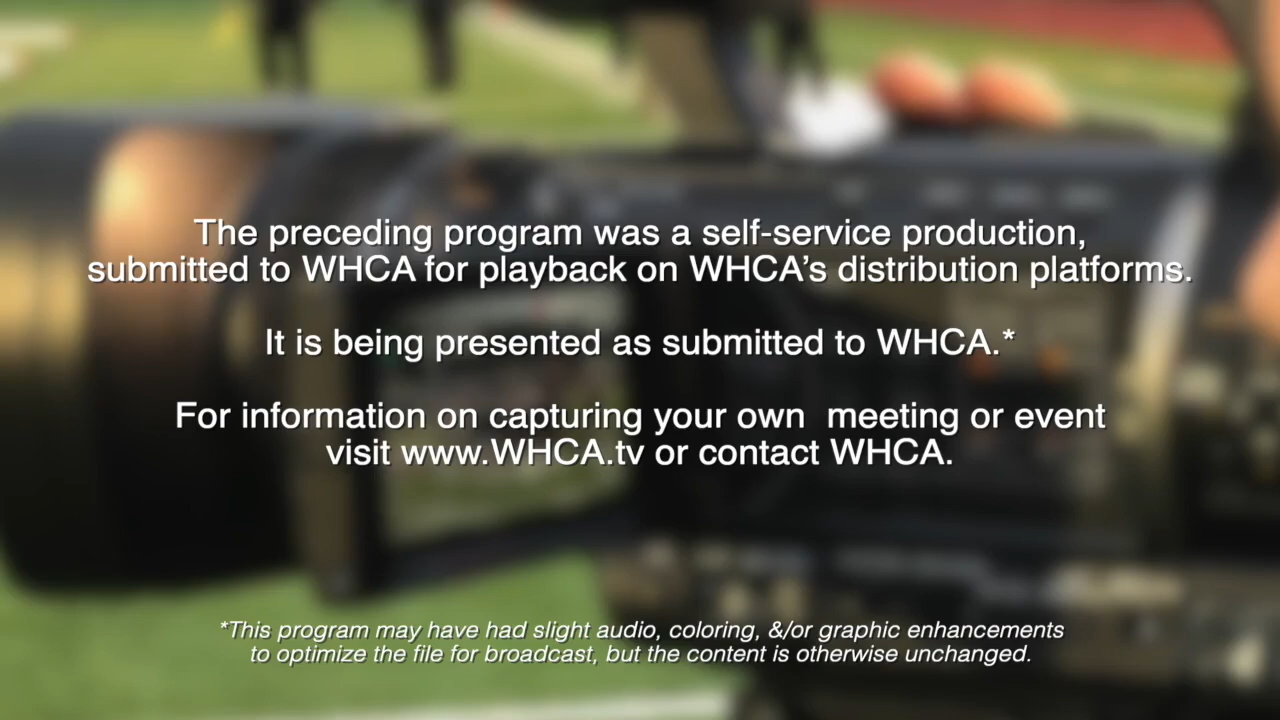 The preceding program was a self-service production,
submitted to WHCA for playback on WHCA’s distribution platforms.
It is being presented as submitted to WHCA.*
For information on capturing your own  meeting or event
visit www.WHCA.tv or contact WHCA.
*This program may have had slight audio, coloring, &/or graphic enhancements
to optimize the file for broadcast, but the content is otherwise unchanged.